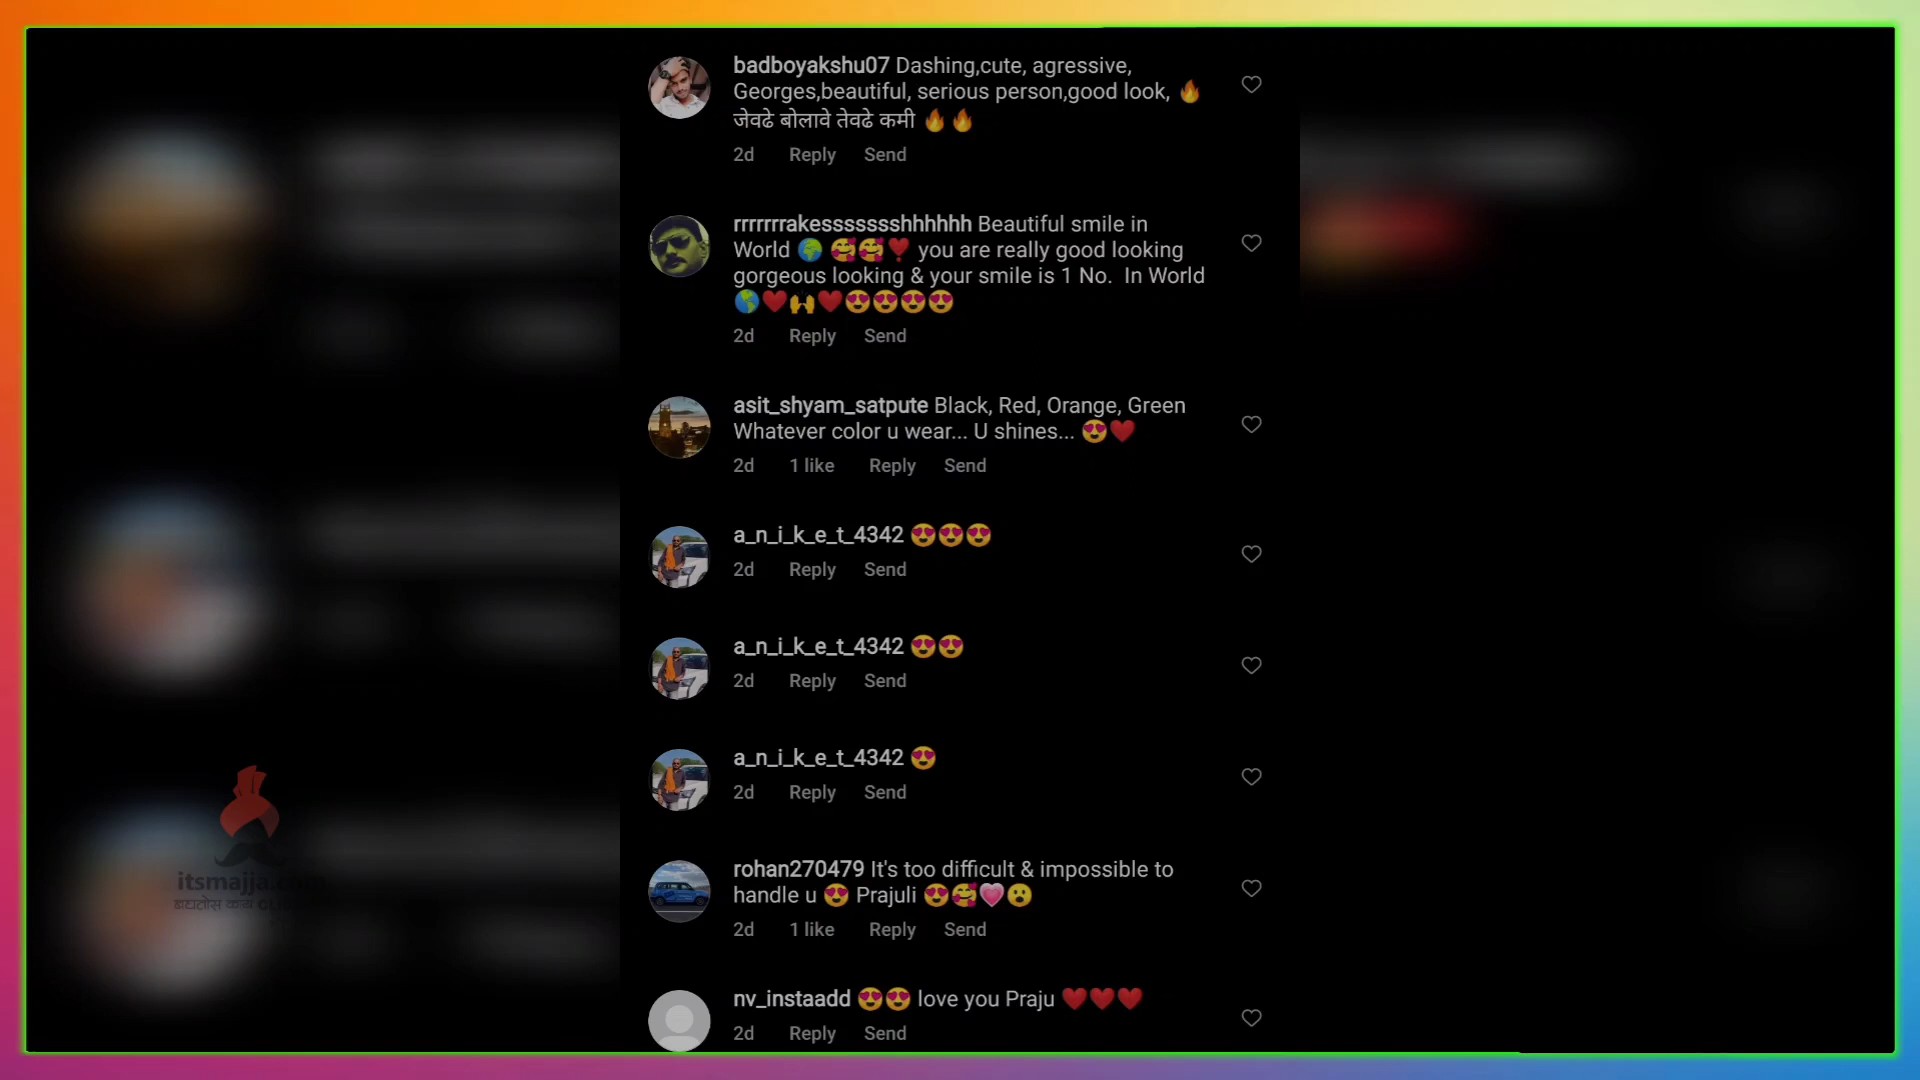 badboyakshu07 Dashing,cute, agressive,
Georges,beautiful, serious person,good look, 🔥
जेवढे बोलावे तेवढे कमी 🔥🔥
2d Reply Send
rrrrrrrakesssssssshhhhhh Beautiful smile in
World 🌍 🥰🥰❣️ you are really good looking
gorgeous looking & your smile is 1 No. In World
🌎❤️🙌❤️😍😍😍😍
2d Reply Send
asit_shyam_satpute Black, Red, Orange, Green
Whatever color u wear... U shines... 😍❤️
2d 1 like Reply Send
a_n_i_k_e_t_4342 😍😍😍
2d Reply Send
a_n_i_k_e_t_4342 😍😍
2d Reply Send
a_n_i_k_e_t_4342 😍
2d Reply Send
rohan270479 It's too difficult & impossible to
handle u 😍 Prajuli 😍🥰💗😮
2d 1 like Reply Send
nv_instaadd 😍😍 love you Praju ❤️❤️❤️
2d Reply Send
itsmajja.com